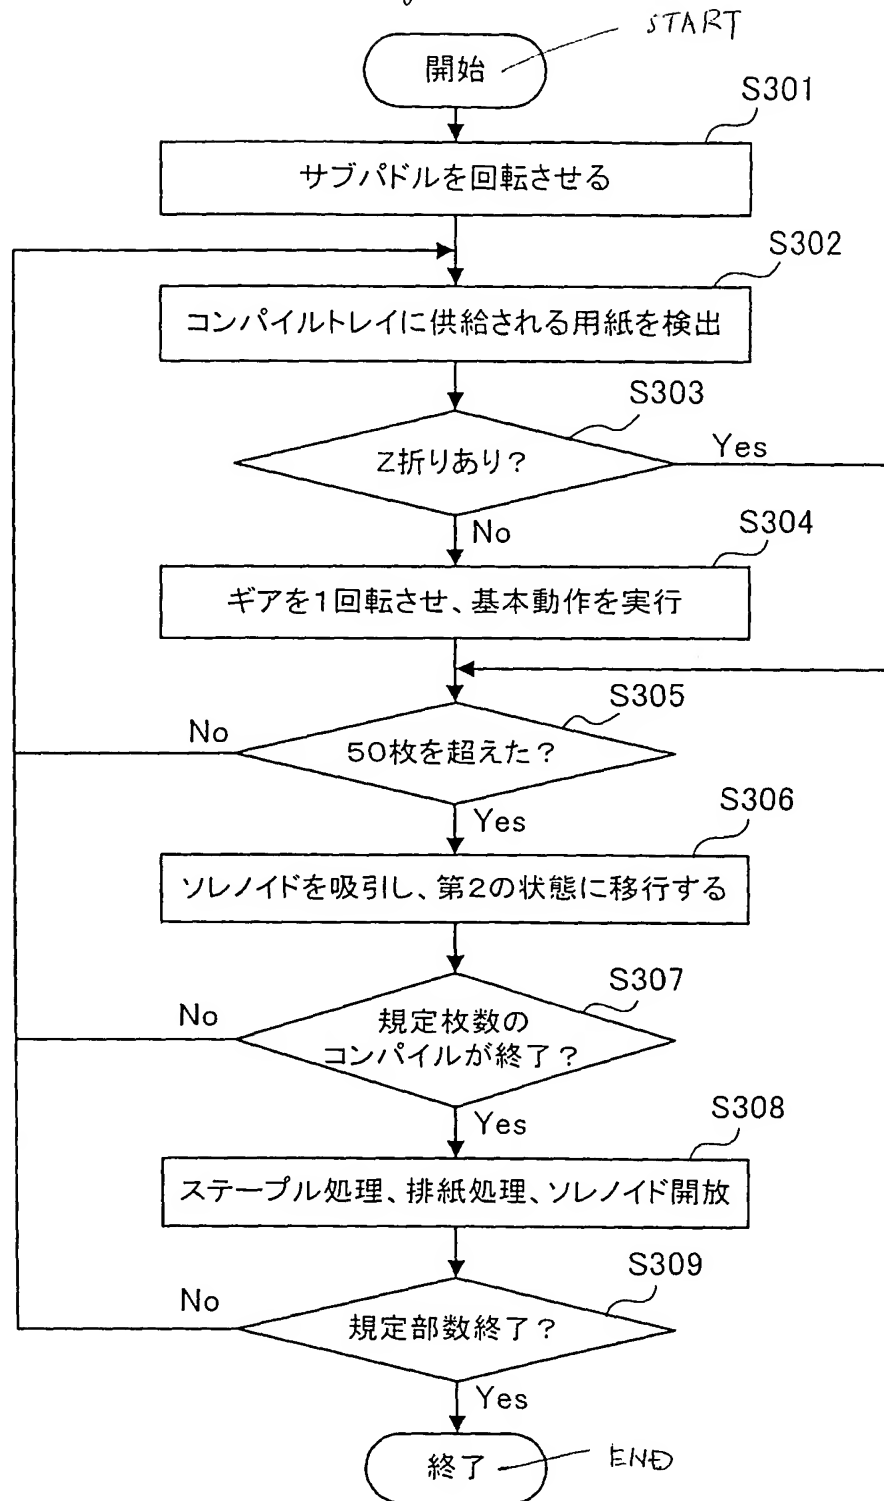 START
開始
S301
サブパドルを回転させる
S302
コンパイルトレイに供給される用紙を検出
S303
Z折りあり？
Yes
No
S304
ギアを1回転させ、基本動作を実行
S305
No
50枚を超えた？
Yes
S306
ソレノイドを吸引し、第2の状態に移行する
S307
No
規定枚数の
コンパイルが終了？
Yes
S308
ステープル処理、排紙処理、ソレノイド開放
S309
No
規定部数終了？
Yes
終了
END